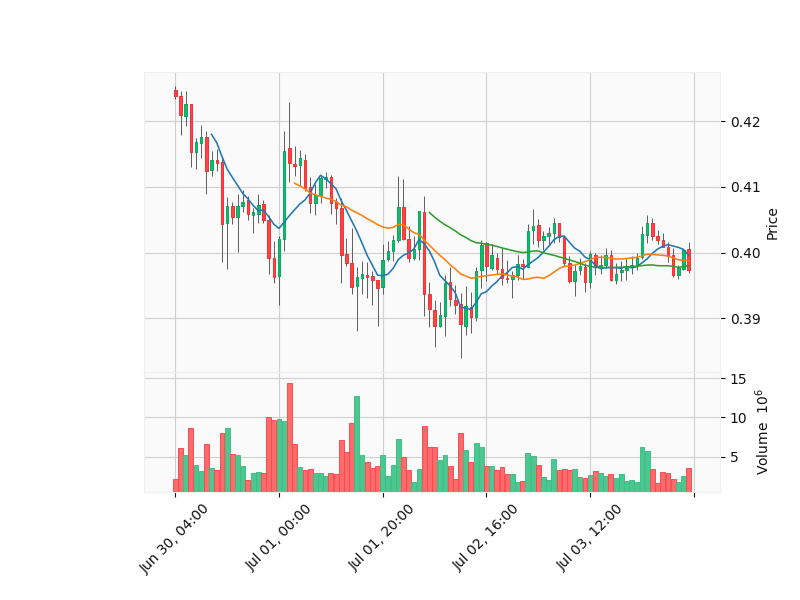 0.42
0.41
0.40
0.39
Price
15
10
5
Volume 10^6
Jun 30, 04:00
Jul 01, 00:00
Jul 01, 20:00
Jul 02, 16:00
Jul 03, 12:00